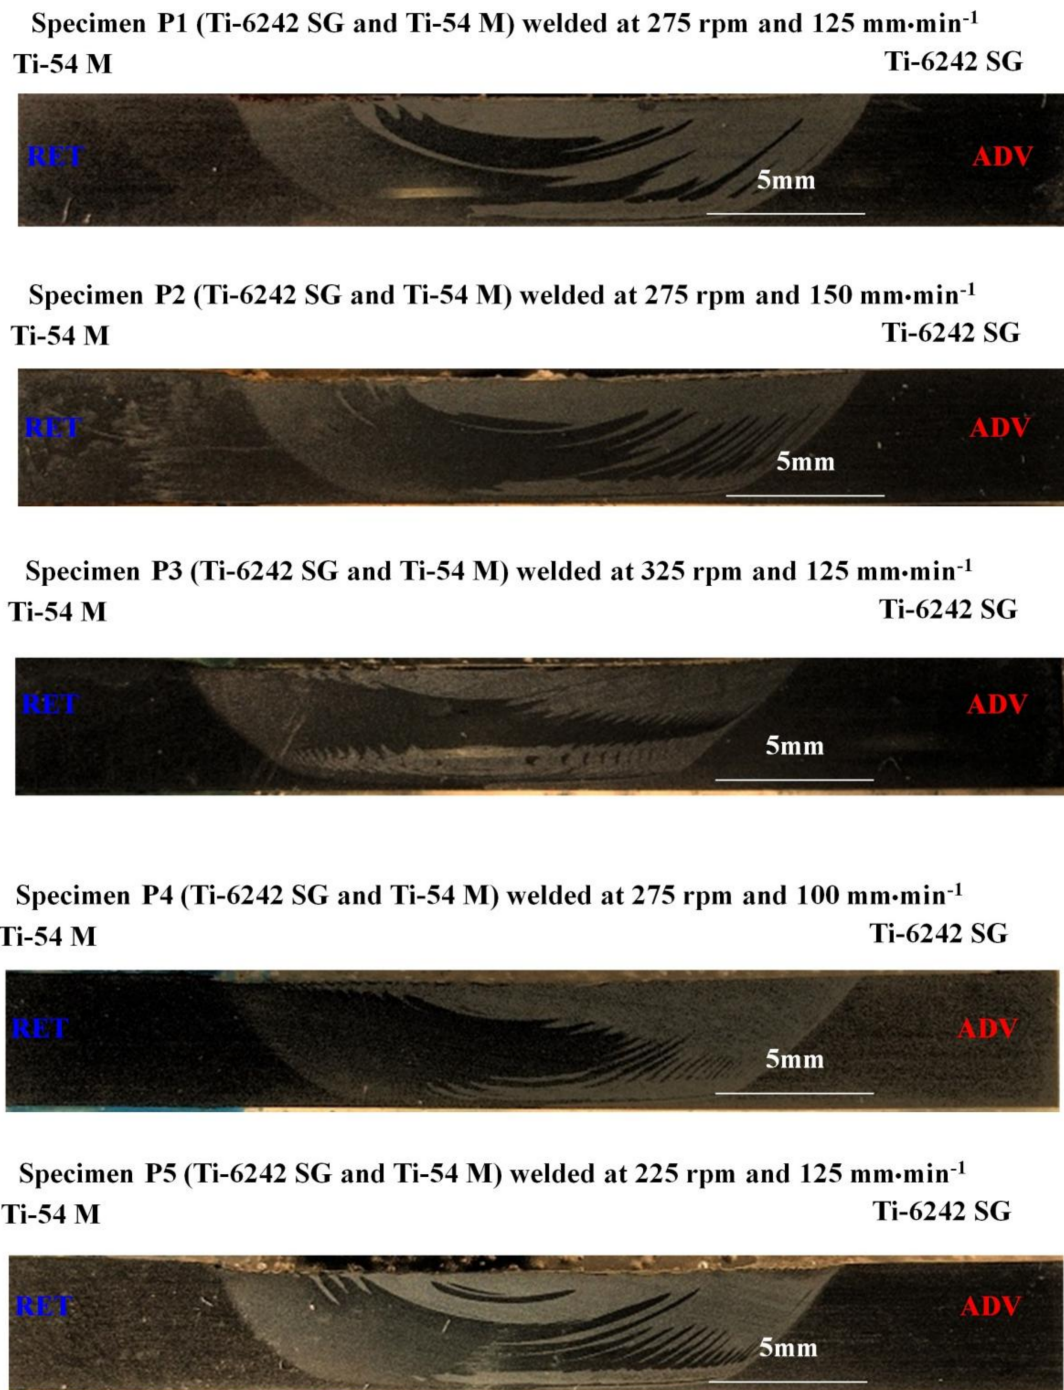 Specimen P1 (Ti-6242 SG and Ti-54 M) welded at 275 rpm and 125 mm·min⁻¹
Ti-54 M Ti-6242 SG
RET ADV
5mm
Specimen P2 (Ti-6242 SG and Ti-54 M) welded at 275 rpm and 150 mm·min⁻¹
Ti-54 M Ti-6242 SG
RET ADV
5mm
Specimen P3 (Ti-6242 SG and Ti-54 M) welded at 325 rpm and 125 mm·min⁻¹
Ti-54 M Ti-6242 SG
RET ADV
5mm
Specimen P4 (Ti-6242 SG and Ti-54 M) welded at 275 rpm and 100 mm·min⁻¹
Ti-54 M Ti-6242 SG
RET ADV
5mm
Specimen P5 (Ti-6242 SG and Ti-54 M) welded at 225 rpm and 125 mm·min⁻¹
Ti-54 M Ti-6242 SG
RET ADV
5mm